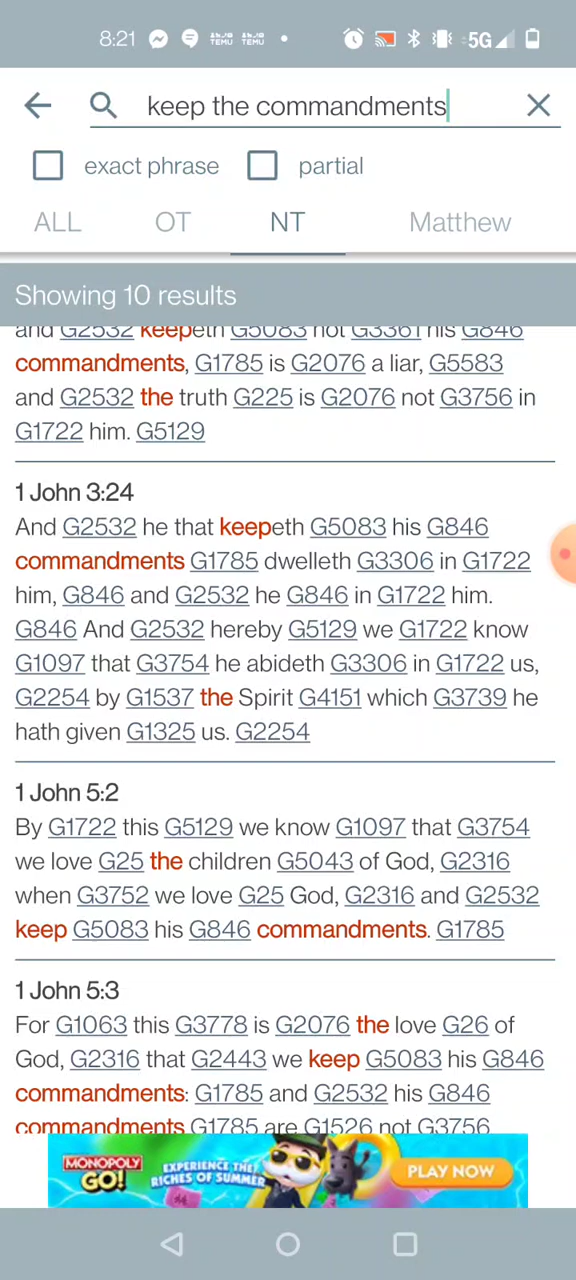 8:21 TEMU TEMU 5G
keep the commandments
exact phrase partial
ALL OT NT Matthew
Showing 10 results
and G2532 keepeth G5083 not G3361 his G846
commandments, G1785 is G2076 a liar, G5583
and G2532 the truth G225 is G2076 not G3756 in
G1722 him. G5129
1 John 3:24
And G2532 he that keepeth G5083 his G846
commandments G1785 dwelleth G3306 in G1722
him, G846 and G2532 he G846 in G1722 him.
G846 And G2532 hereby G5129 we G1722 know
G1097 that G3754 he abideth G3306 in G1722 us,
G2254 by G1537 the Spirit G4151 which G3739 he
hath given G1325 us. G2254
1 John 5:2
By G1722 this G5129 we know G1097 that G3754
we love G25 the children G5043 of God, G2316
when G3752 we love G25 God, G2316 and G2532
keep G5083 his G846 commandments. G1785
1 John 5:3
For G1063 this G3778 is G2076 the love G26 of
God, G2316 that G2443 we keep G5083 his G846
commandments: G1785 and G2532 his G846
commandments G1785 are G1526 not G3756
MONOPOLY
GO!
EXPERIENCE THE
RICHES OF SUMMER
PLAY NOW